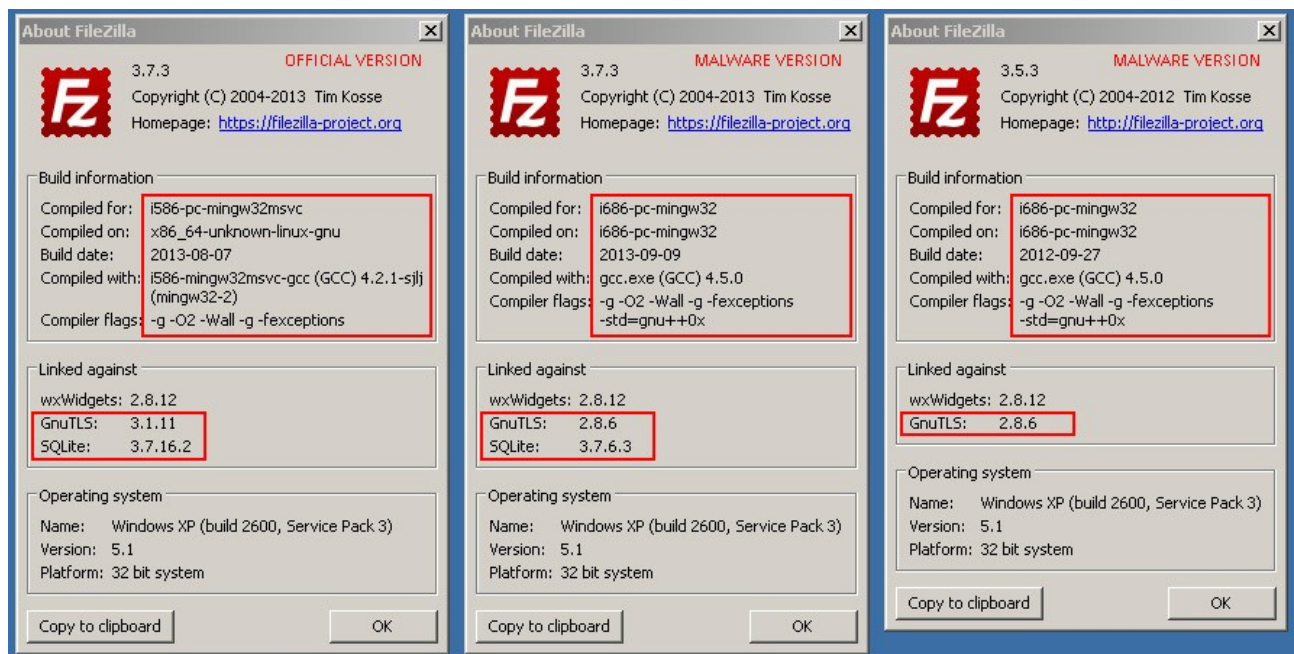 About FileZilla
OFFICIAL VERSION
Fz
3.7.3
Copyright (C) 2004-2013 Tim Kosse
Homepage: https://filezilla-project.org
Build information
Compiled for: i586-pc-mingw32msvc
Compiled on: x86_64-unknown-linux-gnu
Build date: 2013-08-07
Compiled with: i586-mingw32msvc-gcc (GCC) 4.2.1-sjlj
(mingw32-2)
Compiler flags: -g -O2 -Wall -g -fexceptions
Linked against
wxWidgets: 2.8.12
GnuTLS: 3.1.11
SQLite: 3.7.16.2
Operating system
Name: Windows XP (build 2600, Service Pack 3)
Version: 5.1
Platform: 32 bit system
Copy to clipboard
OK
About FileZilla
MALWARE VERSION
Fz
3.7.3
Copyright (C) 2004-2013 Tim Kosse
Homepage: https://filezilla-project.org
Build information
Compiled for: i686-pc-mingw32
Compiled on: i686-pc-mingw32
Build date: 2013-09-09
Compiled with: gcc.exe (GCC) 4.5.0
Compiler flags: -g -O2 -Wall -g -fexceptions
-std=gnu++0x
Linked against
wxWidgets: 2.8.12
GnuTLS: 2.8.6
SQLite: 3.7.6.3
Operating system
Name: Windows XP (build 2600, Service Pack 3)
Version: 5.1
Platform: 32 bit system
Copy to clipboard
OK
About FileZilla
MALWARE VERSION
Fz
3.5.3
Copyright (C) 2004-2012 Tim Kosse
Homepage: http://filezilla-project.org
Build information
Compiled for: i686-pc-mingw32
Compiled on: i686-pc-mingw32
Build date: 2012-09-27
Compiled with: gcc.exe (GCC) 4.5.0
Compiler flags: -g -O2 -Wall -g -fexceptions
-std=gnu++0x
Linked against
wxWidgets: 2.8.12
GnuTLS: 2.8.6
Operating system
Name: Windows XP (build 2600, Service Pack 3)
Version: 5.1
Platform: 32 bit system
Copy to clipboard
OK